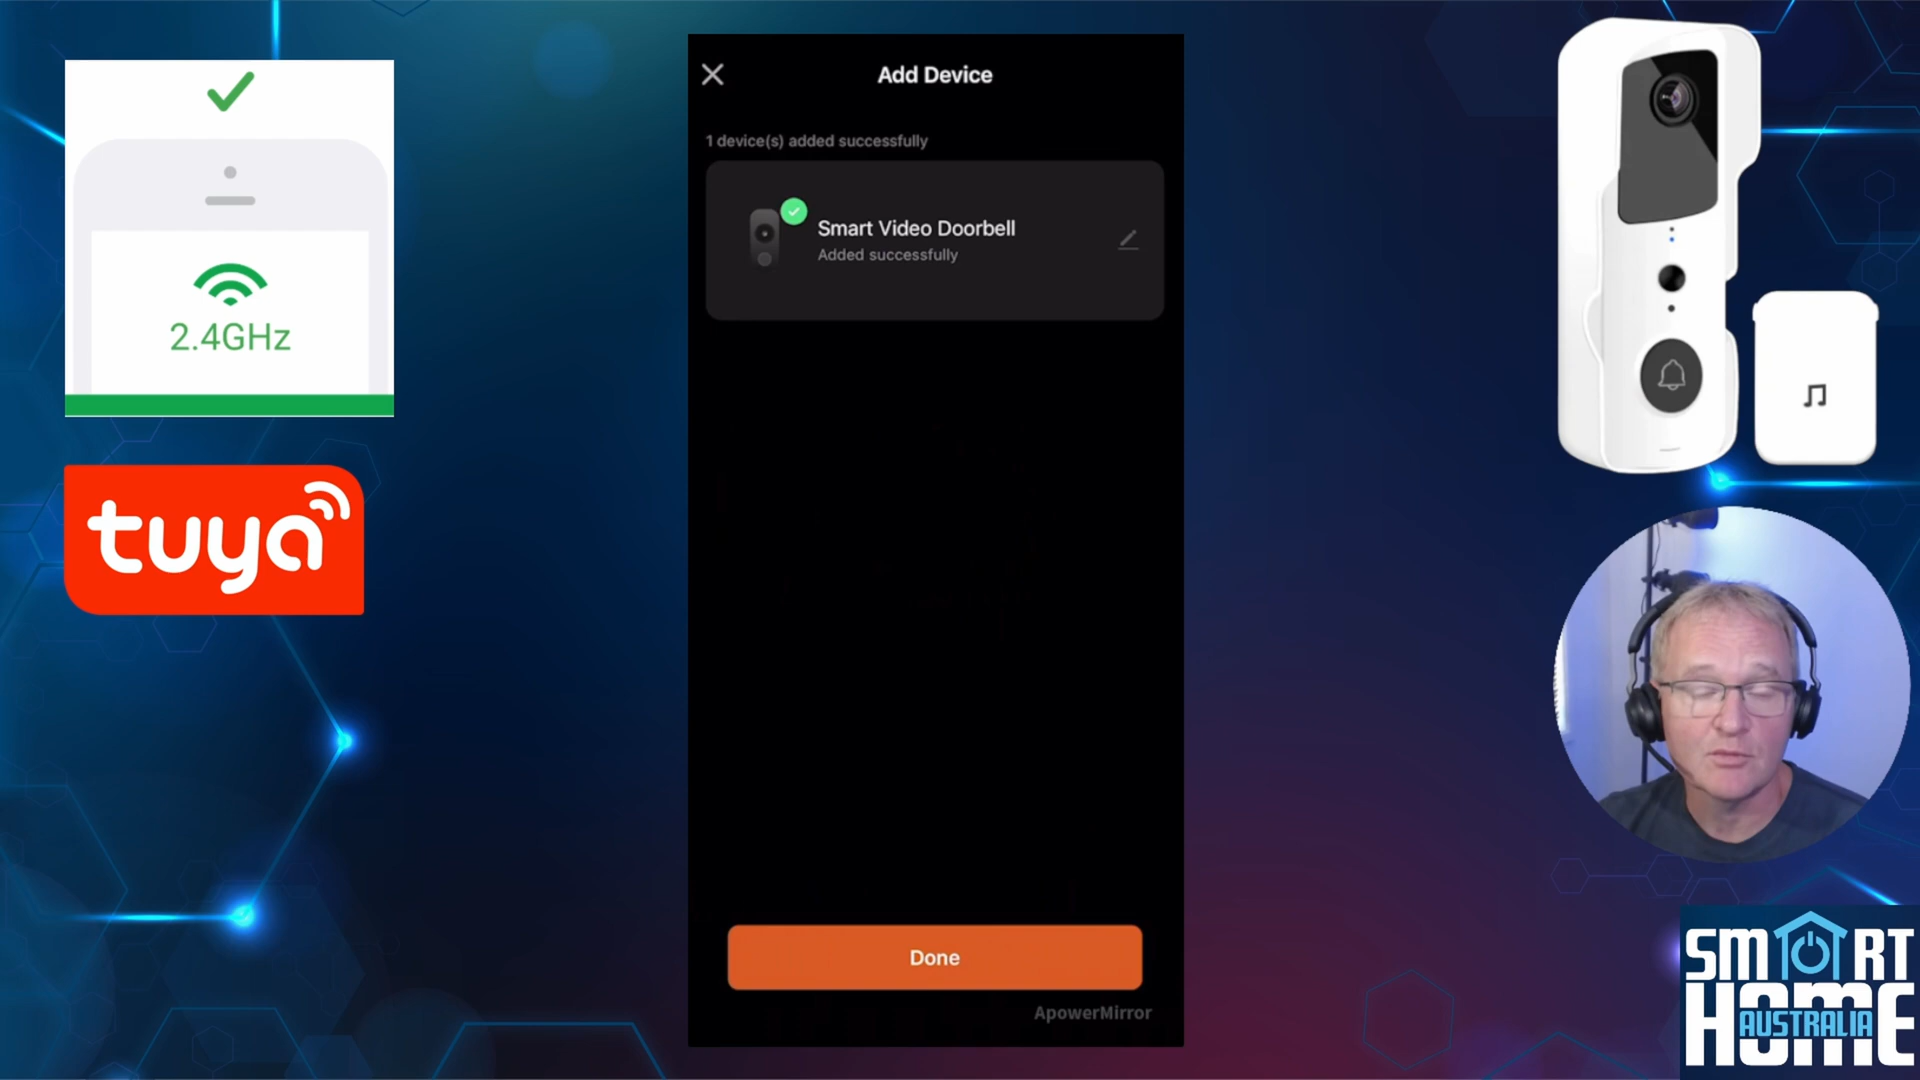 2.4GHz
tuya
Add Device
1 device(s) added successfully
Smart Video Doorbell
Added successfully
Done
ApowerMirror
SMART
HOME
AUSTRALIA